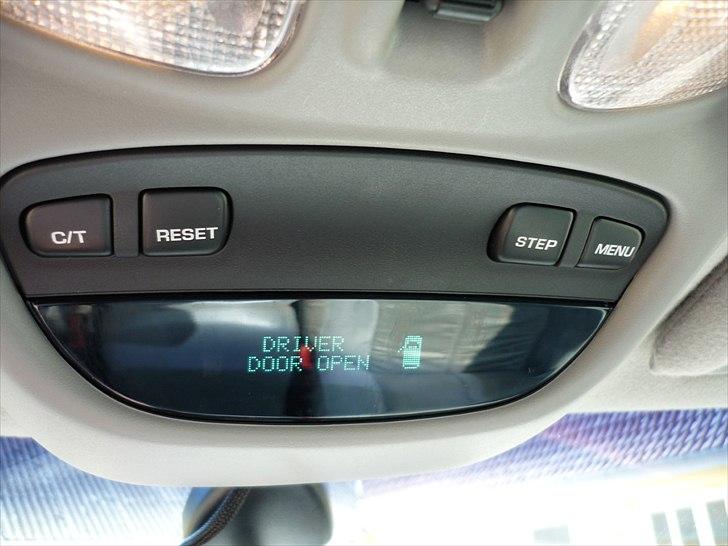 C/T RESET STEP MENU
DRIVER
DOOR OPEN